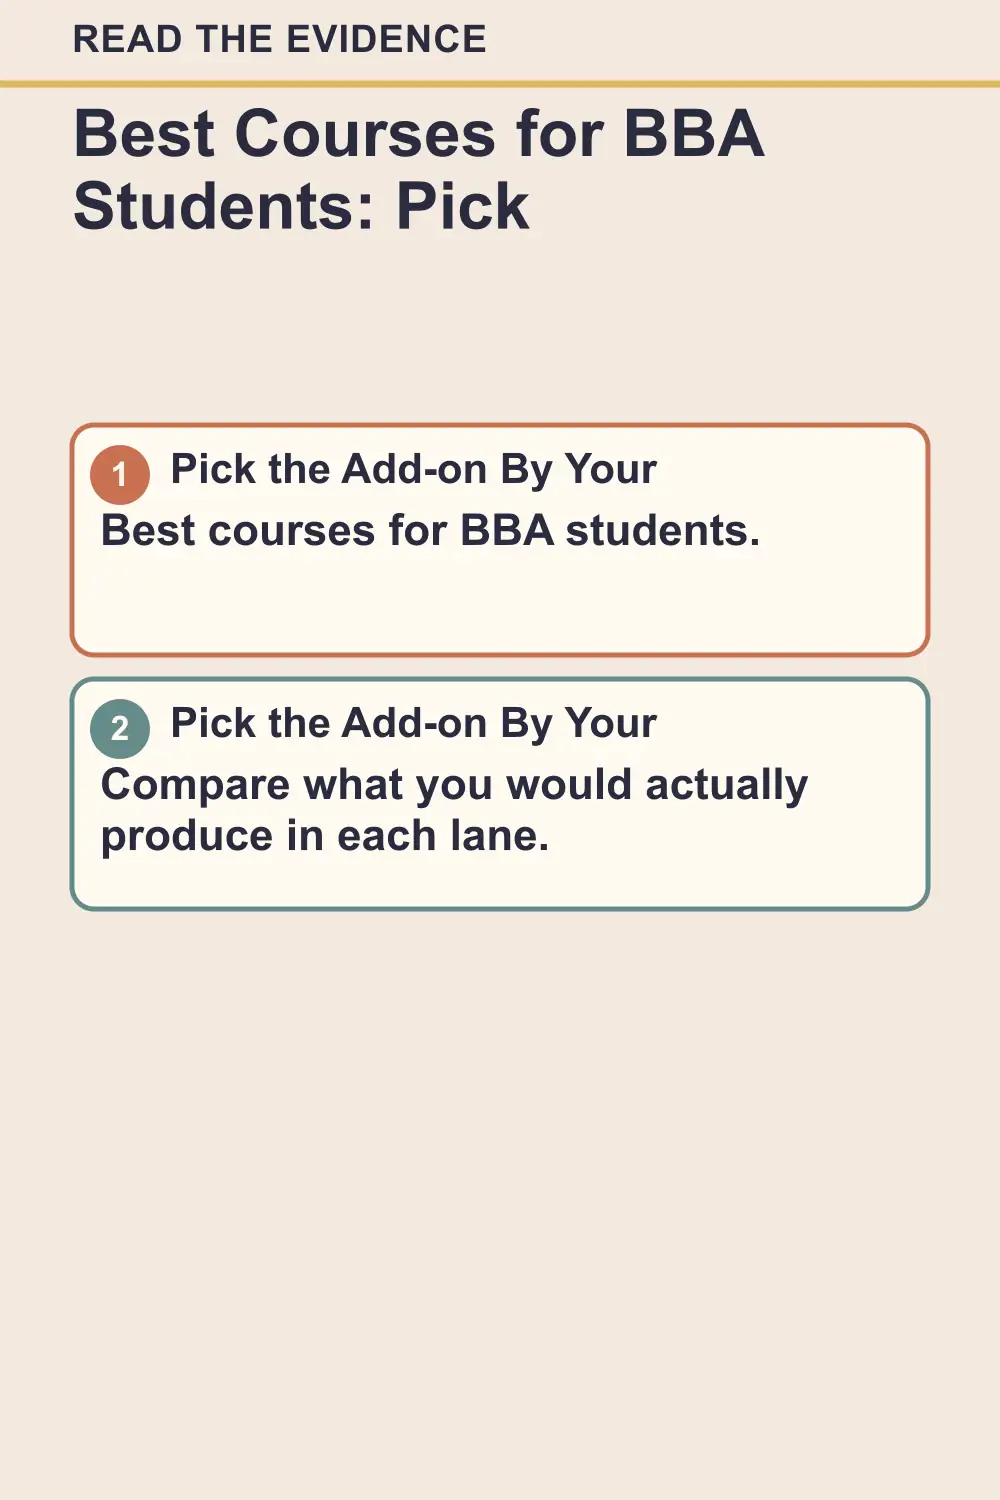 READ THE EVIDENCE
Best Courses for BBA
Students: Pick
1 Pick the Add-on By Your
Best courses for BBA students.
2 Pick the Add-on By Your
Compare what you would actually
produce in each lane.